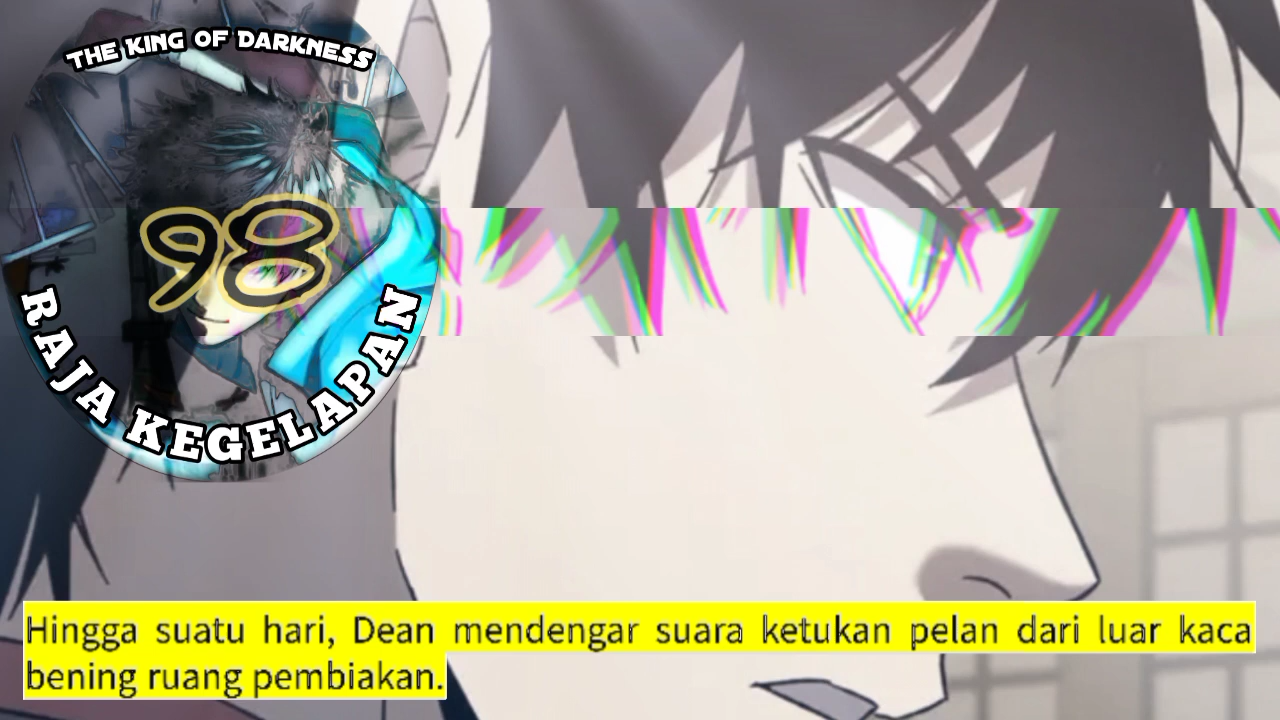 THE KING OF DARKNESS
98
RAJA KEGELAPAN
Hingga suatu hari, Dean mendengar suara ketukan pelan dari luar kaca
bening ruang pembiakan.